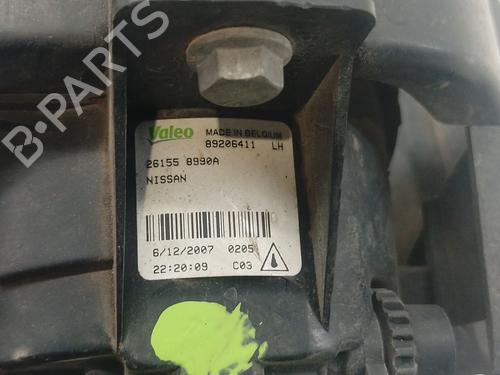 B-PARTS
Valeo MADE IN BELGIUM
89206411 LH
26155 8990A
NISSAN
6/12/2007 0205
22:20:09 C03